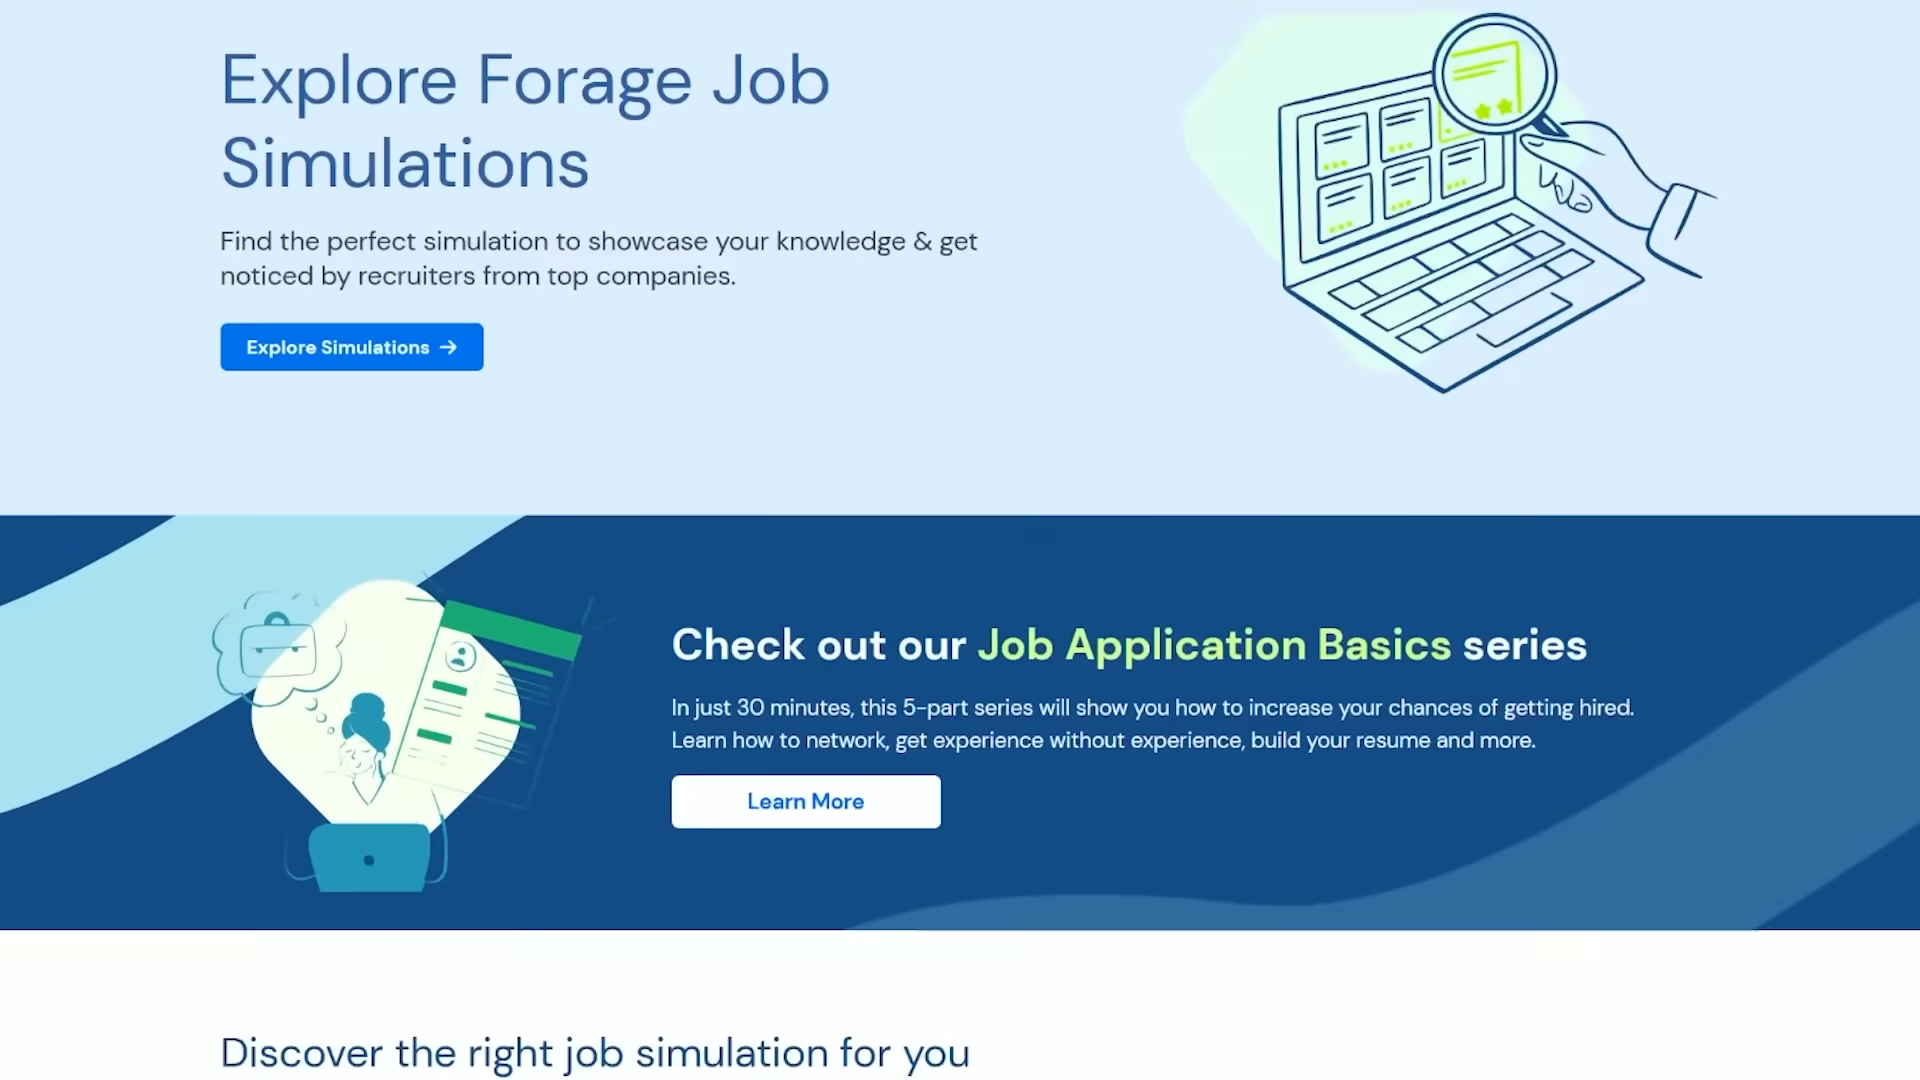 Explore Forage Job
Simulations
Find the perfect simulation to showcase your knowledge & get
noticed by recruiters from top companies.
Explore Simulations →
Check out our Job Application Basics series
In just 30 minutes, this 5-part series will show you how to increase your chances of getting hired.
Learn how to network, get experience without experience, build your resume and more.
Learn More
Discover the right job simulation for you